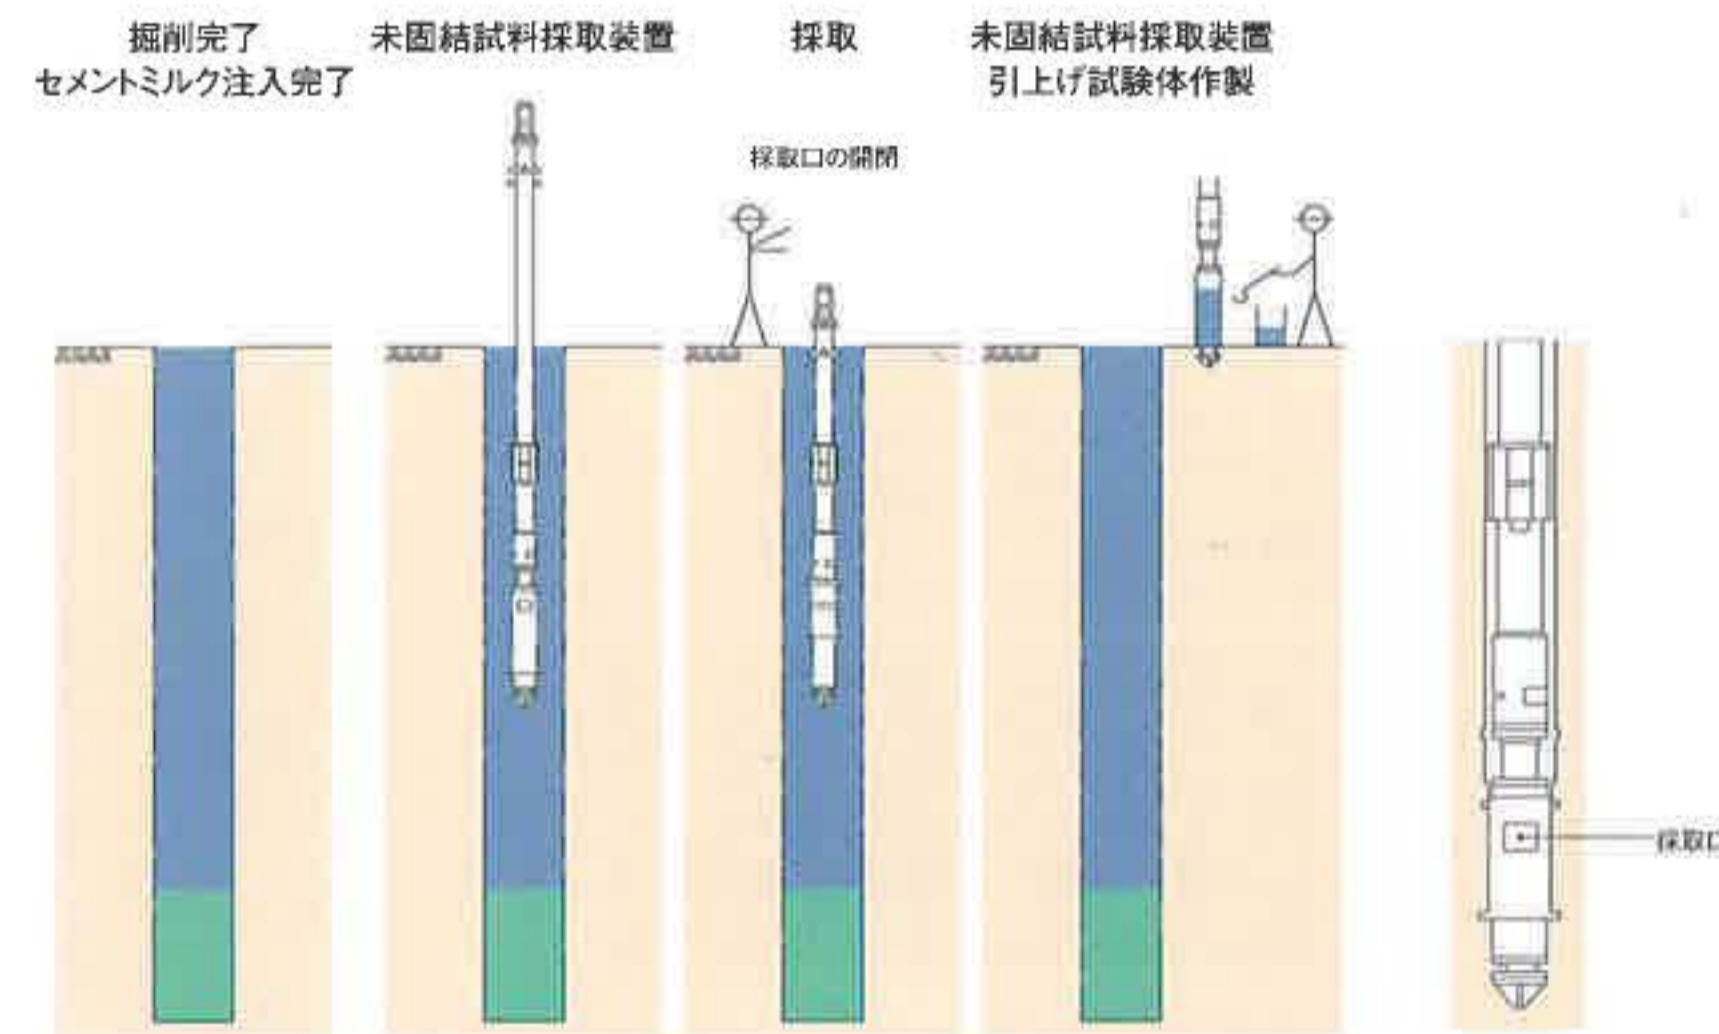 掘削完了
セメントミルク注入完了
未固結試料採取装置
採取
採取口の開閉
未固結試料採取装置
引上げ試験体作製
採取口